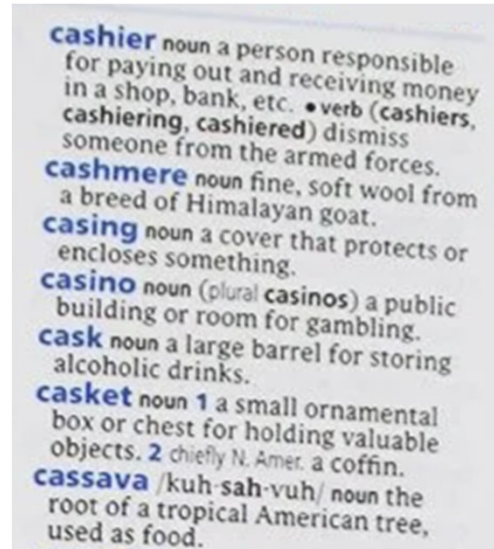 cashier noun a person responsible
for paying out and receiving money
in a shop, bank, etc. • verb (cashiers,
cashiering, cashiered) dismiss
someone from the armed forces.
cashmere noun fine, soft wool from
a breed of Himalayan goat.
casing noun a cover that protects or
encloses something.
casino noun (plural casinos) a public
building or room for gambling.
cask noun a large barrel for storing
alcoholic drinks.
casket noun 1 a small ornamental
box or chest for holding valuable
objects. 2 chiefly N. Amer. a coffin.
cassava /kuh-sah-vuh/ noun the
root of a tropical American tree,
used as food.